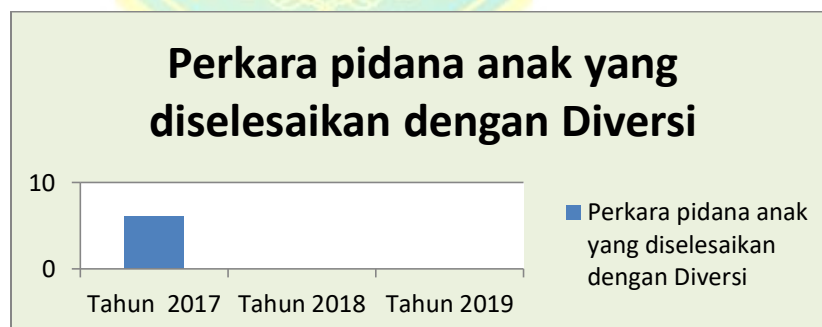 Perkara pidana anak yang
diselesaikan dengan Diversi
10
0
Tahun 2017 Tahun 2018 Tahun 2019
Perkara pidana anak
yang diselesaikan
dengan Diversi